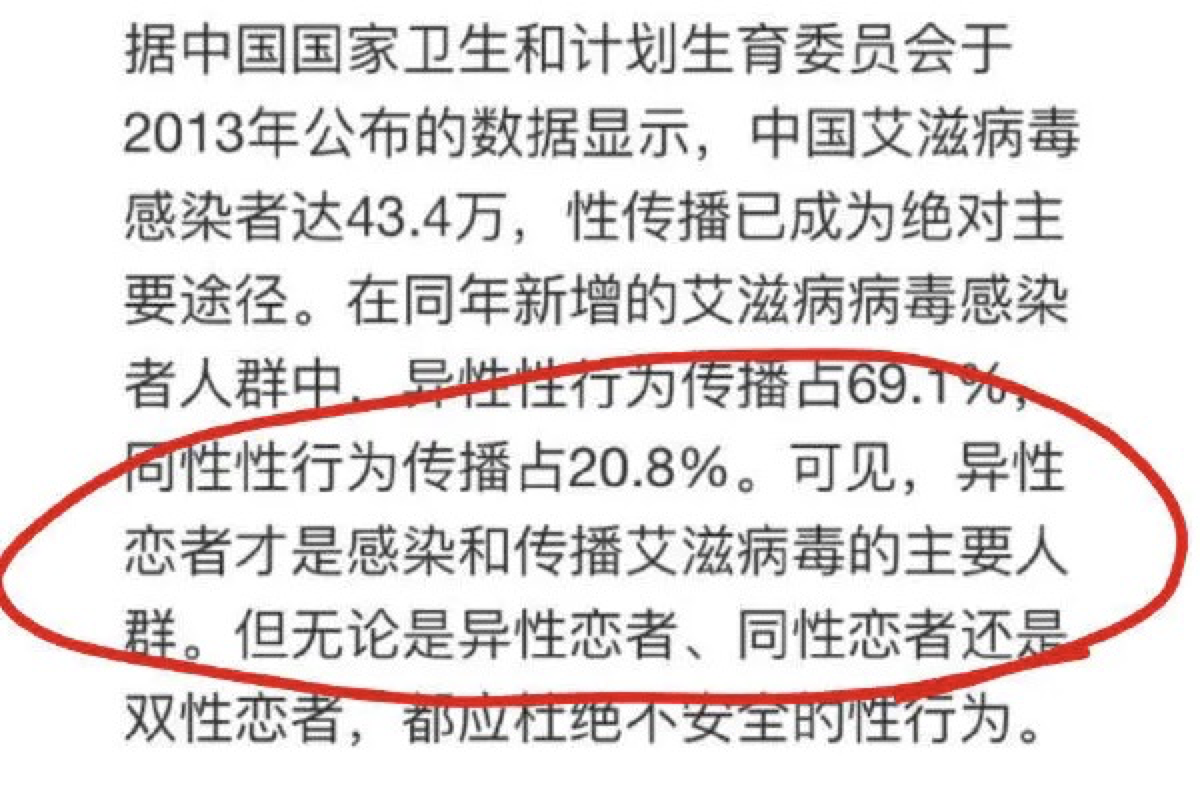 据中国国家卫生和计划生育委员会于
2013年公布的数据显示，中国艾滋病毒
感染者达43.4万，性传播已成为绝对主
要途径。在同年新增的艾滋病病毒感染
者人群中，异性性行为传播占69.1%，
同性性行为传播占20.8%。可见，异性
恋者才是感染和传播艾滋病毒的主要人
群。但无论是异性恋者、同性恋者还是
双性恋者，都应杜绝不安全的性行为。